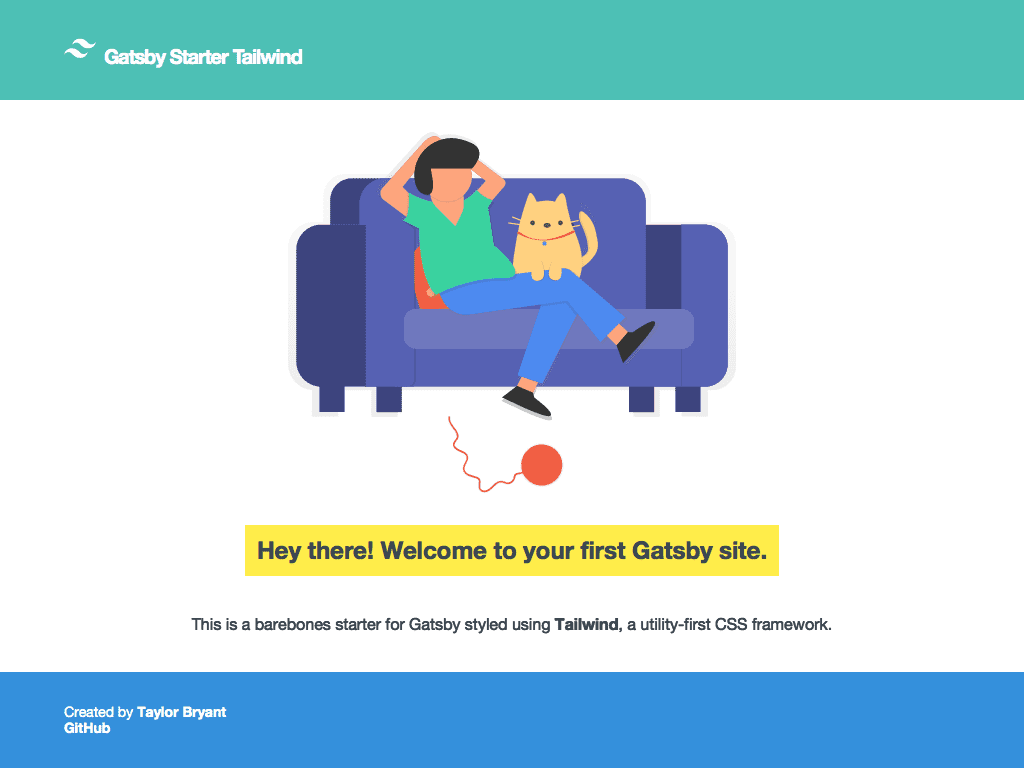 Gatsby Starter Tailwind
Hey there! Welcome to your first Gatsby site.
This is a barebones starter for Gatsby styled using Tailwind, a utility-first CSS framework.
Created by Taylor Bryant
GitHub